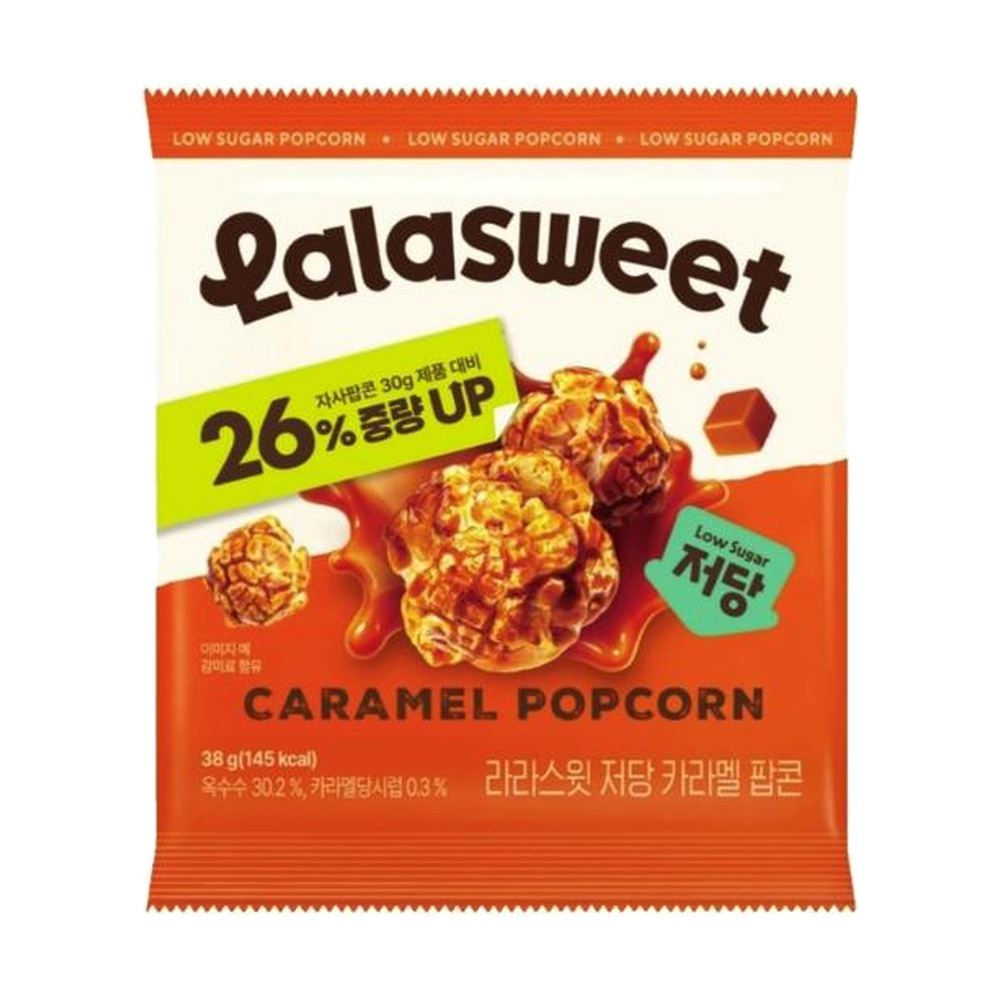 LOW SUGAR POPCORN • LOW SUGAR POPCORN • LOW SUGAR POPCORN
Lalasweet
자사팝콘 30g 제품 대비
26% 중량 UP
Low Sugar
저당
이미지 예
감미료 함유
CARAMEL POPCORN
38 g(145 kcal)
옥수수 30.2 %, 카라멜당시럽 0.3 %
라라스윗 저당 카라멜 팝콘